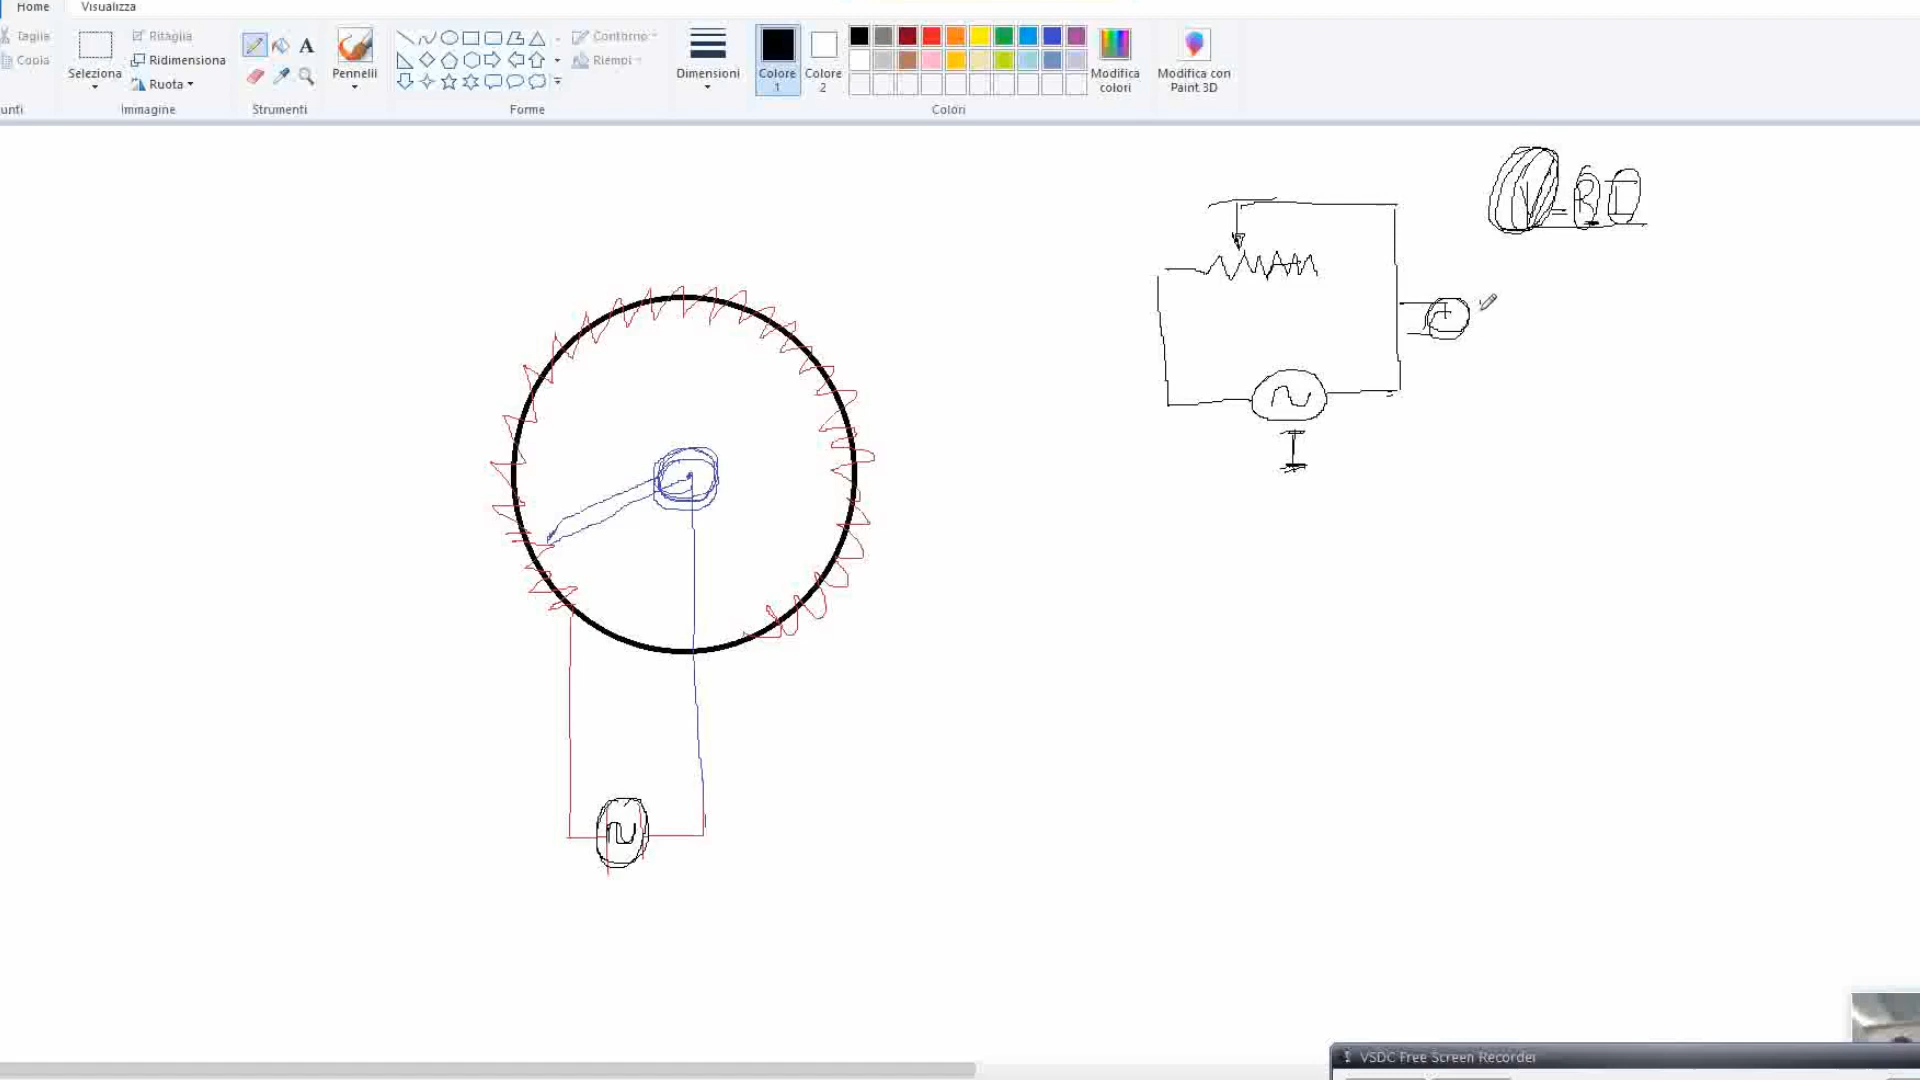 Home Visualizza
Taglia
Copia
Seleziona
Ritaglia
Ridimensiona
Ruota
A
Pennelli
Contorno
Riempi
Dimensioni
Colore 1
Colore 2
Modifica colori
Modifica con Paint 3D
unti
Immagine
Strumenti
Forme
Colori
V = R I
VSDC Free Screen Recorder